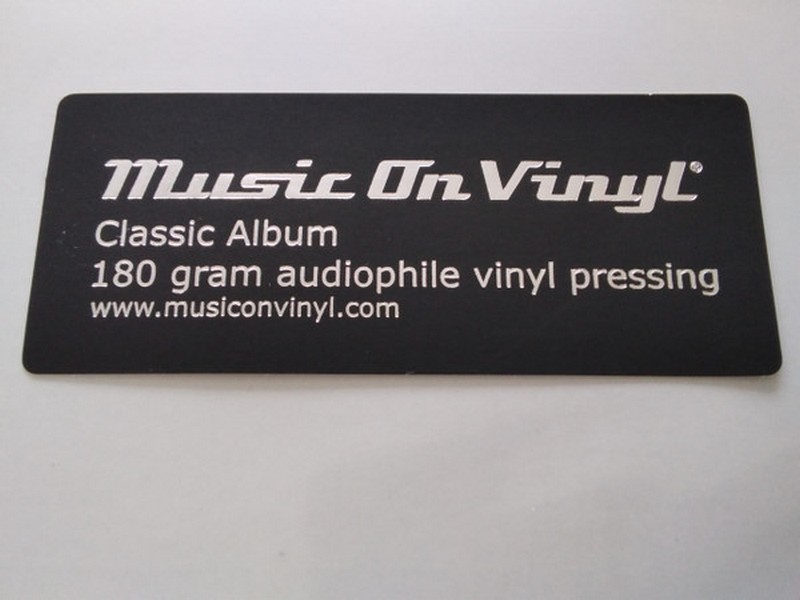 Music On Vinyl®
Classic Album
180 gram audiophile vinyl pressing
www.musiconvinyl.com